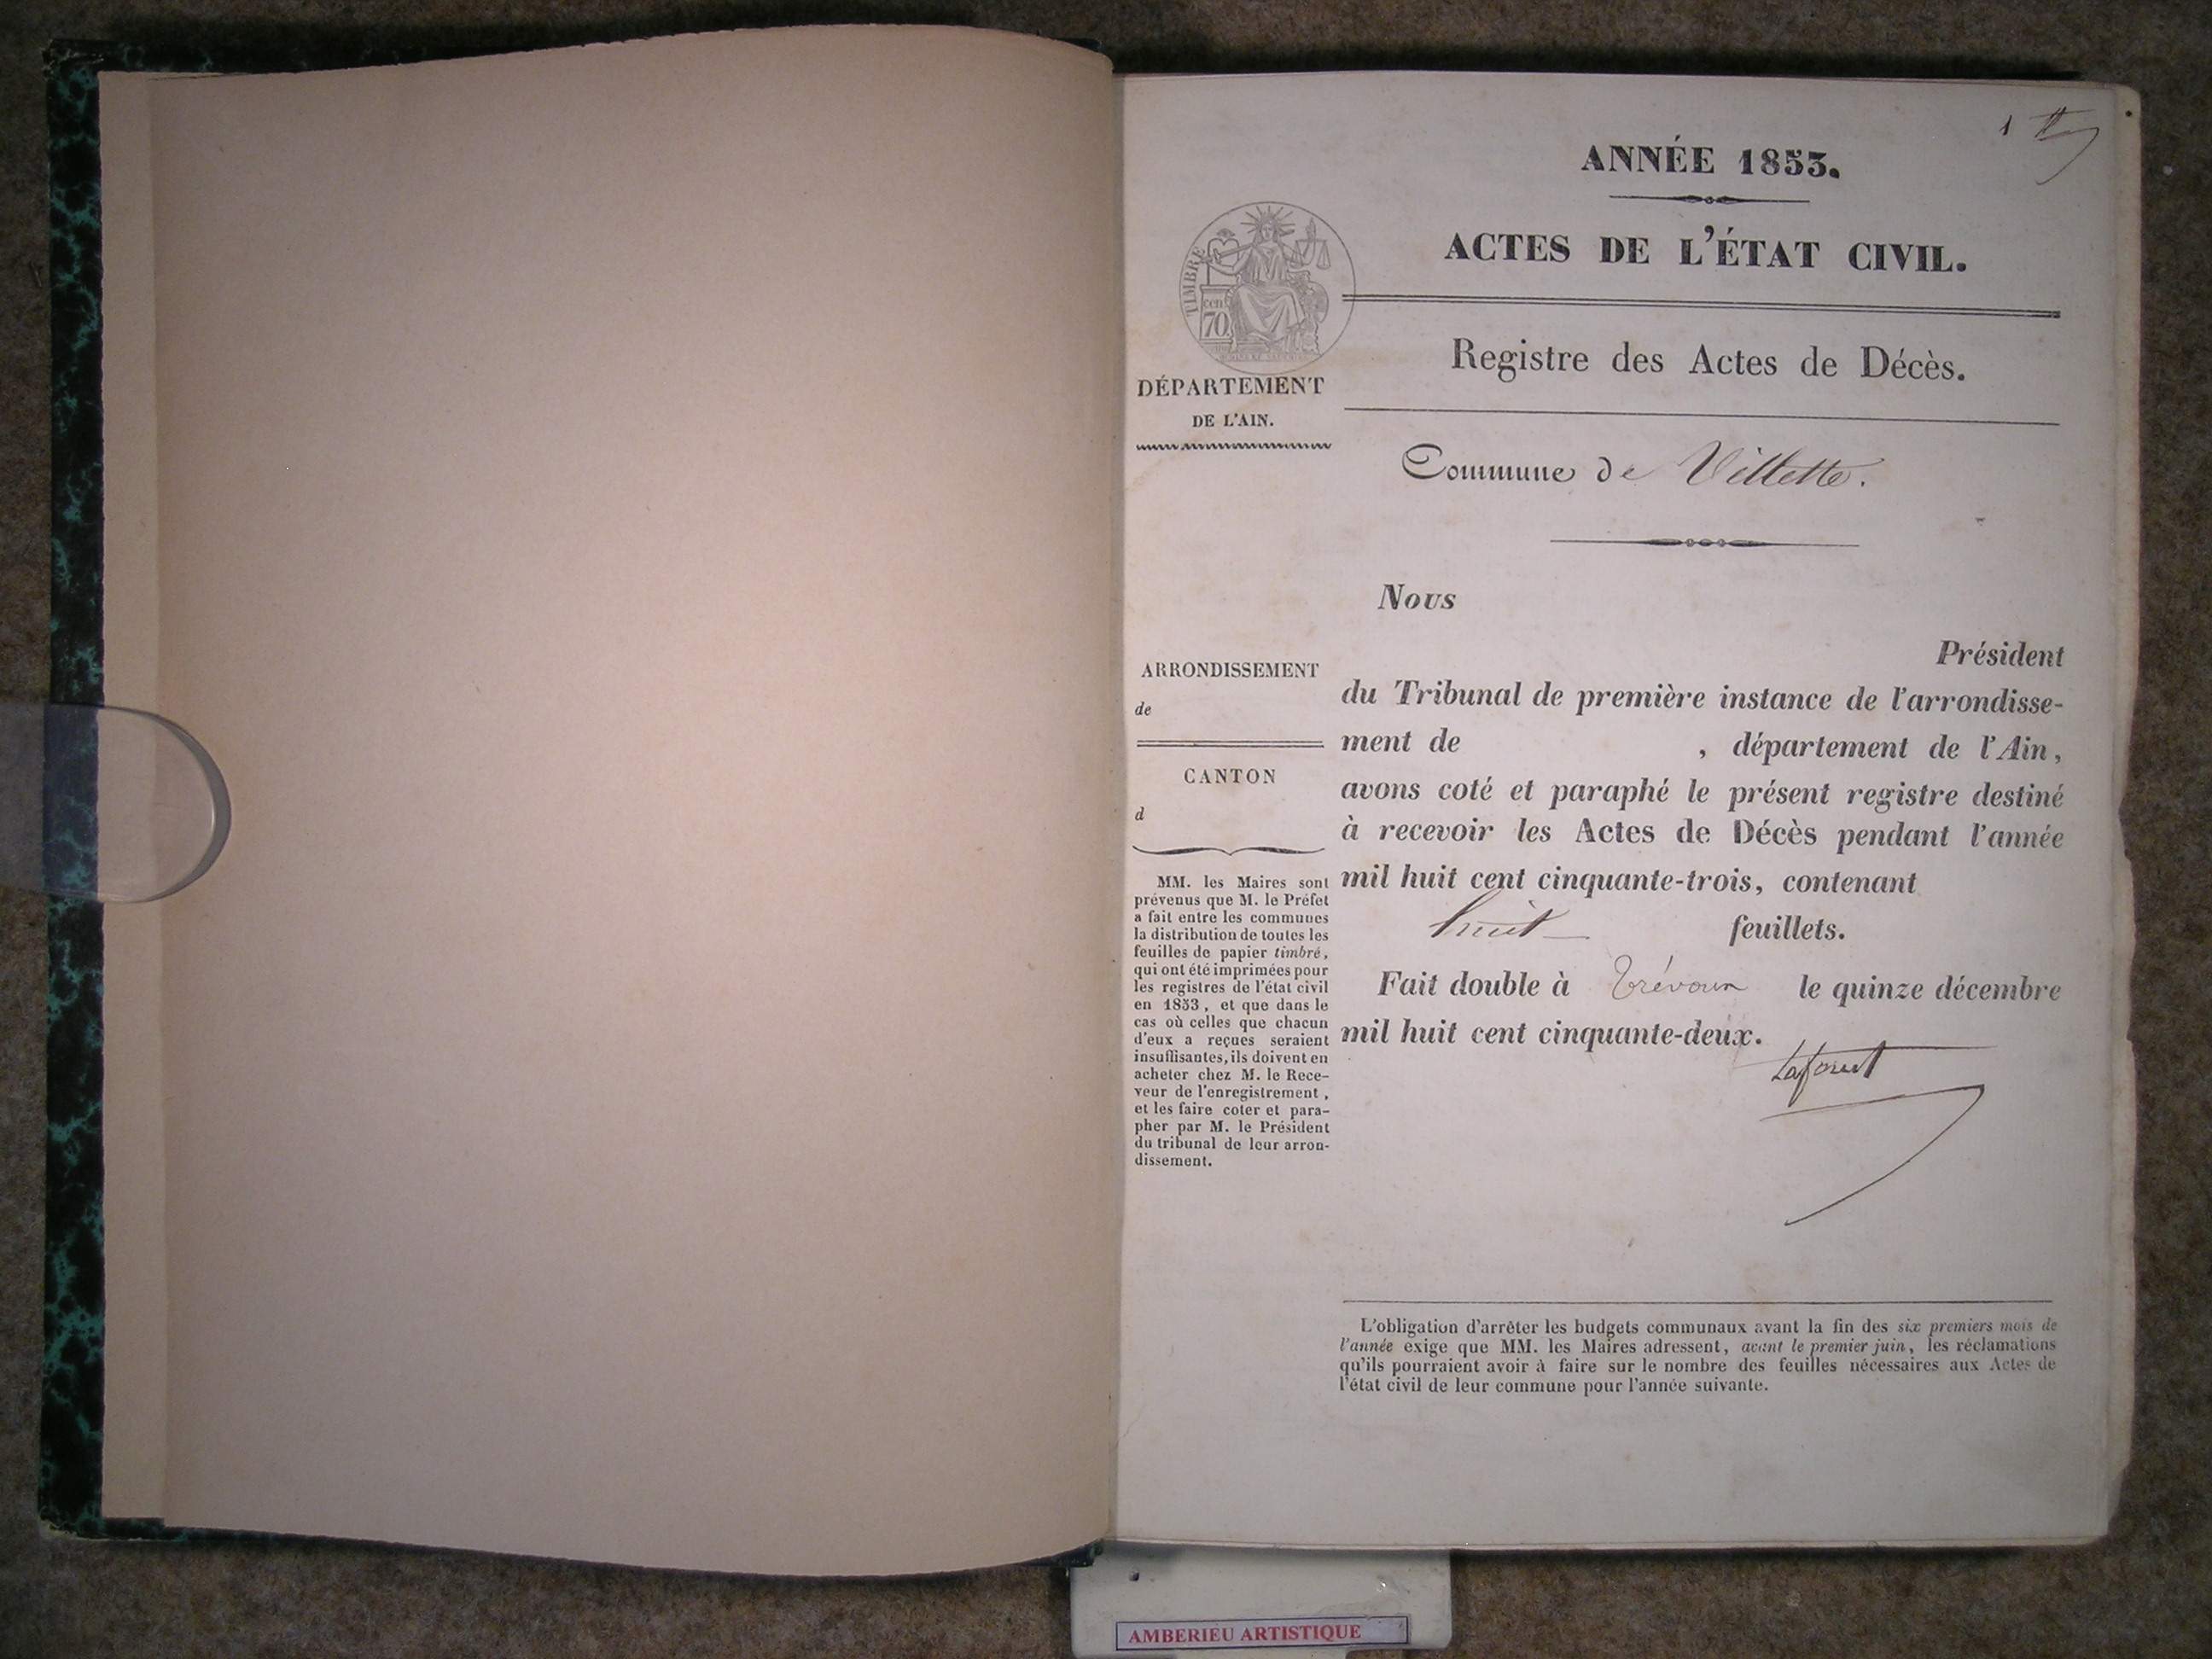 1
ANNÉE 1853.
ACTES DE L'ÉTAT CIVIL.
TIMBRE
cen
70
DÉPARTEMENT
DE L'AIN.
Registre des Actes de Décès.
Commune de Villette.
ARRONDISSEMENT
de
CANTON
d
MM. les Maires sont
prévenus que M. le Préfet
a fait entre les communes
la distribution de toutes les
feuilles de papier timbré,
qui ont été imprimées pour
les registres de l'état civil
en 1853, et que dans le
cas où celles que chacun
d'eux a reçues seraient
insuffisantes, ils doivent en
acheter chez M. le Rece-
veur de l'enregistrement,
et les faire coter et para-
pher par M. le Président
du tribunal de leur arron-
dissement.
Nous
Président
du Tribunal de première instance de l'arrondisse-
ment de , département de l'Ain,
avons coté et paraphé le présent registre destiné
à recevoir les Actes de Décès pendant l'année
mil huit cent cinquante-trois, contenant
huit feuillets.
Fait double à Trévoux le quinze décembre
mil huit cent cinquante-deux.
L'obligation d'arrêter les budgets communaux avant la fin des six premiers mois de
l'année exige que MM. les Maires adressent, avant le premier juin, les réclamations
qu'ils pourraient avoir à faire sur le nombre des feuilles nécessaires aux Actes de
l'état civil de leur commune pour l'année suivante.
AMBERIEU ARTISTIQUE